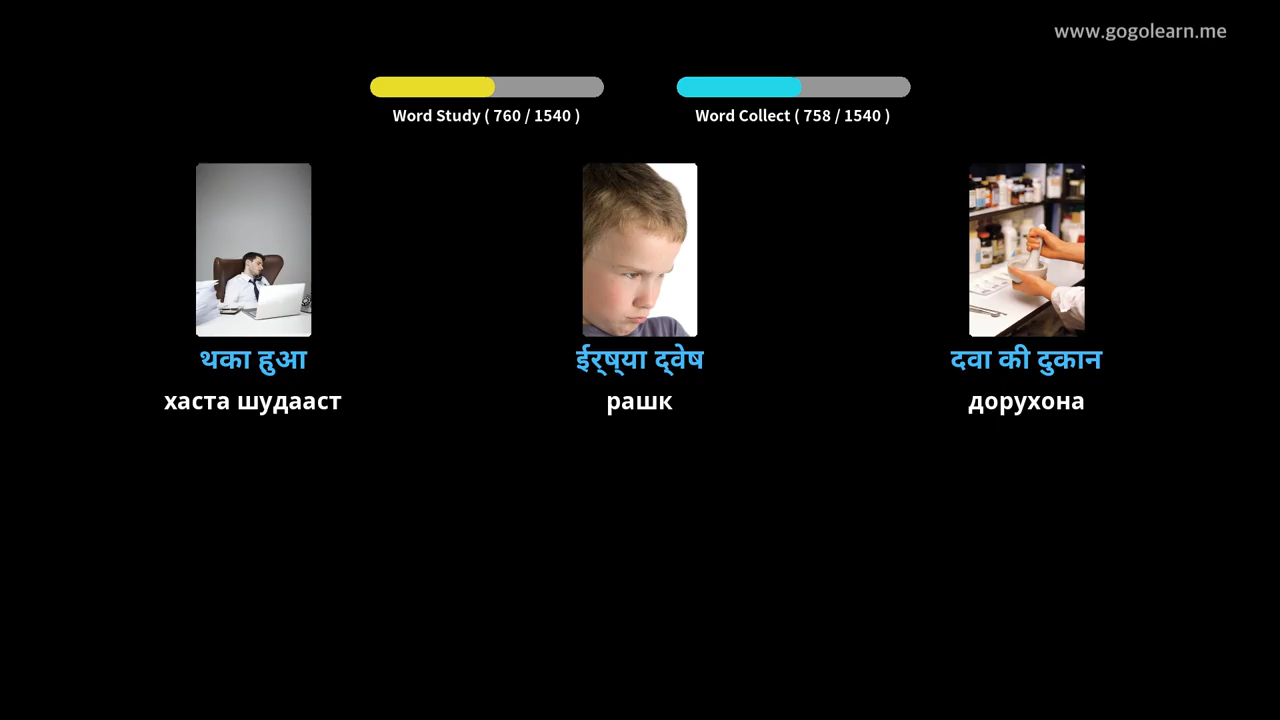 www.gogolearn.me
Word Study ( 760 / 1540 )
Word Collect ( 758 / 1540 )
थका हुआ
ईर्ष्या द्वेष
दवा की दुकान
хаста шудааст
рашк
дорухона